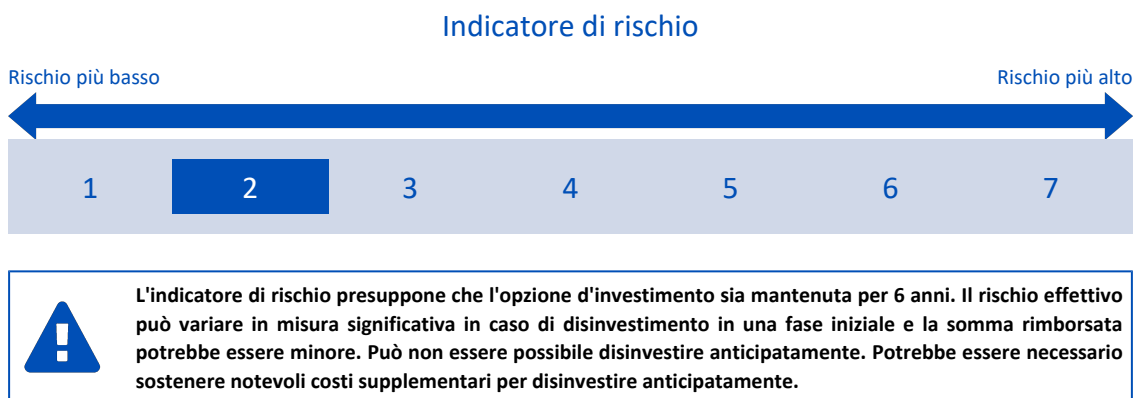 Indicatore di rischio
Rischio più basso
Rischio più alto
1 2 3 4 5 6 7
L'indicatore di rischio presuppone che l'opzione d'investimento sia mantenuta per 6 anni. Il rischio effettivo
può variare in misura significativa in caso di disinvestimento in una fase iniziale e la somma rimborsata
potrebbe essere minore. Può non essere possibile disinvestire anticipatamente. Potrebbe essere necessario
sostenere notevoli costi supplementari per disinvestire anticipatamente.